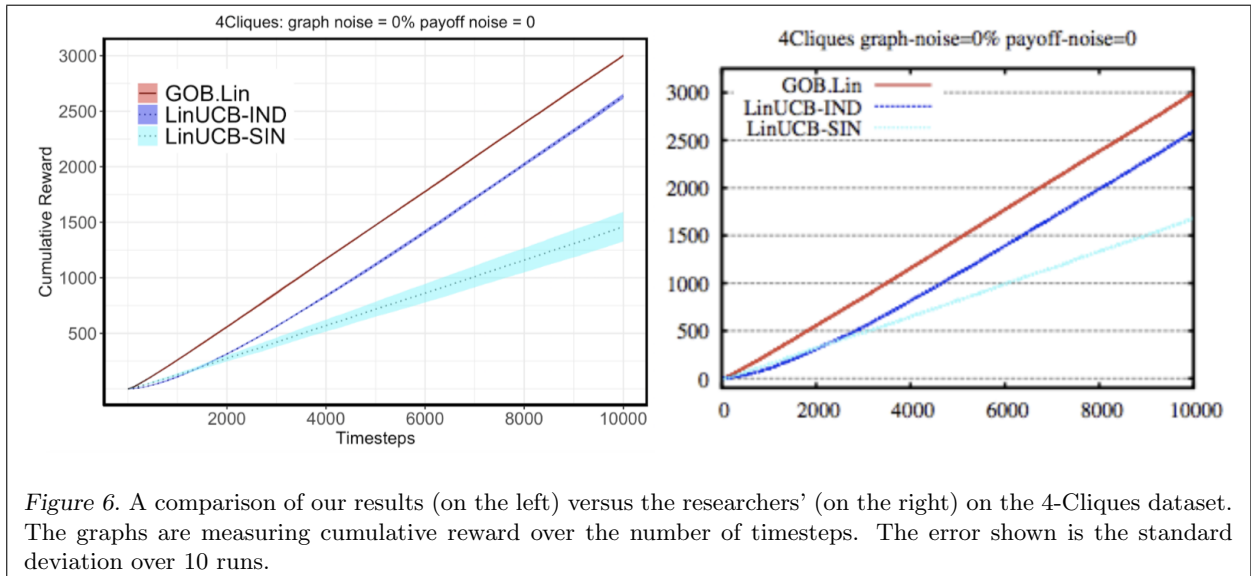 4Cliques: graph noise = 0% payoff noise = 0
3000
2500
2000
1500
1000
500
Cumulative Reward
GOB.Lin
LinUCB-IND
LinUCB-SIN
2000 4000 6000 8000 10000
Timesteps
4Cliques graph-noise=0% payoff-noise=0
3000
2500
2000
1500
1000
500
0
GOB.Lin
LinUCB-IND
LinUCB-SIN
0 2000 4000 6000 8000 10000
Figure 6. A comparison of our results (on the left) versus the researchers' (on the right) on the 4-Cliques dataset.
The graphs are measuring cumulative reward over the number of timesteps. The error shown is the standard
deviation over 10 runs.